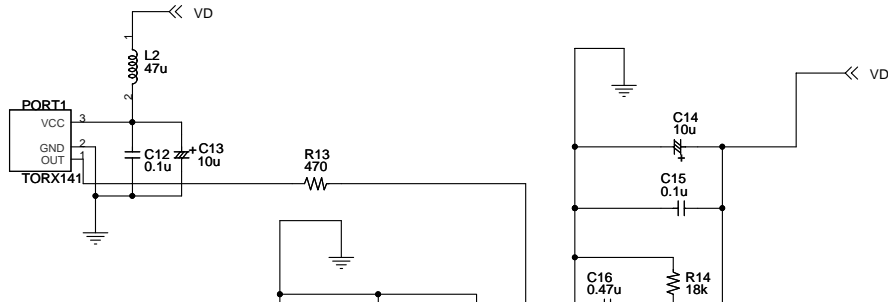 VD
1
L2
47u
2
PORT1
VCC
3
GND
2
OUT
1
TORX141
C12
0.1u
+
C13
10u
R13
470
VD
C14
10u
+
C15
0.1u
C16
0.47u
R14
18k